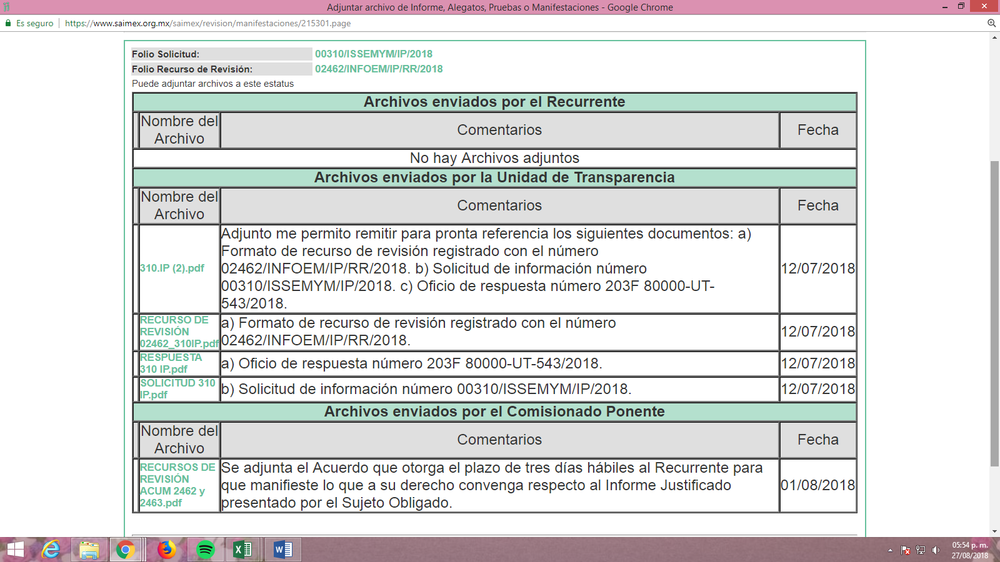 Adjuntar archivo de Informe, Alegatos, Pruebas o Manifestaciones - Google Chrome
Es seguro
https://www.saimex.org.mx/saimex/revision/manifestaciones/215301.page
Folio Solicitud: 00310/ISSEMYM/IP/2018
Folio Recurso de Revisión: 02462/INFOEM/IP/RR/2018
Puede adjuntar archivos a este estatus
Archivos enviados por el Recurrente
Nombre del
Archivo
Comentarios
Fecha
No hay Archivos adjuntos
Archivos enviados por la Unidad de Transparencia
Nombre del
Archivo
Comentarios
Fecha
310.IP (2).pdf
Adjunto me permito remitir para pronta referencia los siguientes documentos: a)
Formato de recurso de revisión registrado con el número
02462/INFOEM/IP/RR/2018. b) Solicitud de información número
00310/ISSEMYM/IP/2018. c) Oficio de respuesta número 203F 80000-UT-
543/2018.
12/07/2018
RECURSO DE
REVISIÓN
02462_310IP.pdf
a) Formato de recurso de revisión registrado con el número
02462/INFOEM/IP/RR/2018.
12/07/2018
RESPUESTA
310 IP.pdf
a) Oficio de respuesta número 203F 80000-UT-543/2018.
12/07/2018
SOLICITUD 310
IP.pdf
b) Solicitud de información número 00310/ISSEMYM/IP/2018.
12/07/2018
Archivos enviados por el Comisionado Ponente
Nombre del
Archivo
Comentarios
Fecha
RECURSOS DE
REVISIÓN
ACUM 2462 y
2463.pdf
Se adjunta el Acuerdo que otorga el plazo de tres días hábiles al Recurrente para
que manifieste lo que a su derecho convenga respecto al Informe Justificado
presentado por el Sujeto Obligado.
01/08/2018
05:54 p. m.
27/08/2018